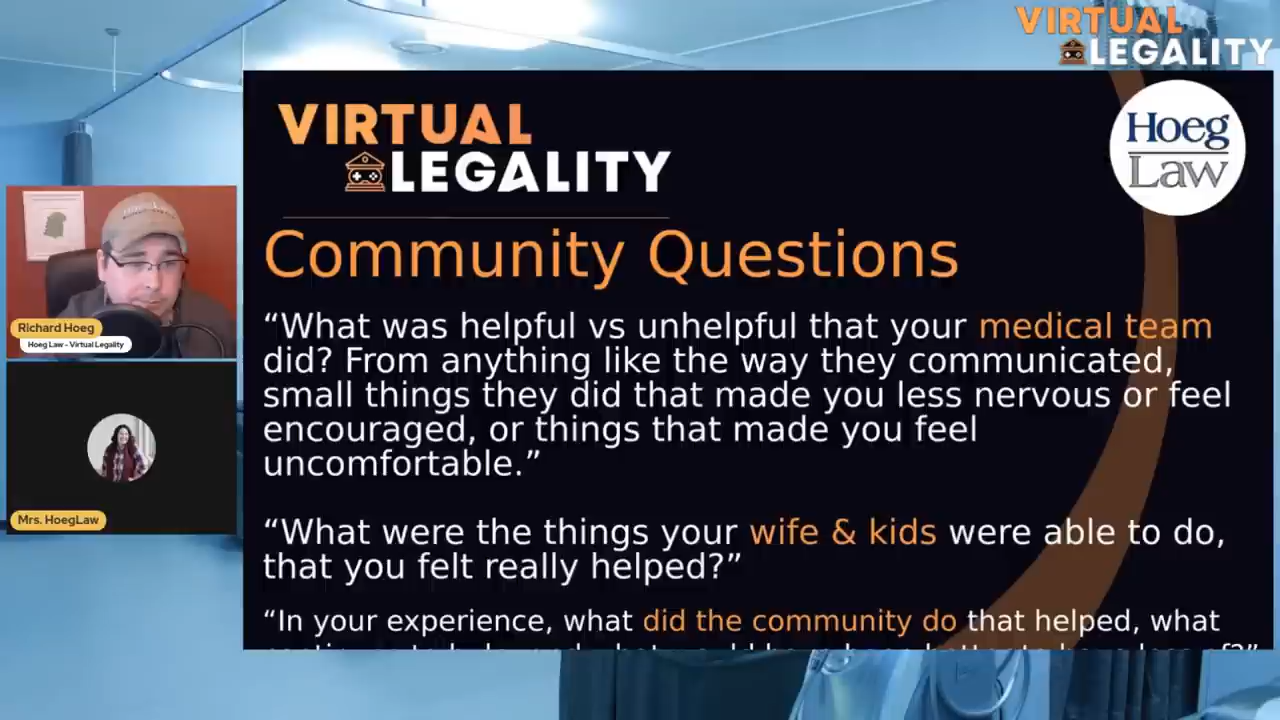 VIRTUAL
LEGALITY
VIRTUAL
LEGALITY
Hoeg
Law
Community Questions
“What was helpful vs unhelpful that your medical team
did? From anything like the way they communicated,
small things they did that made you less nervous or feel
encouraged, or things that made you feel
uncomfortable.”
“What were the things your wife & kids were able to do,
that you felt really helped?”
“In your experience, what did the community do that helped, what
Richard Hoeg
Hoeg Law - Virtual Legality
Mrs. HoegLaw